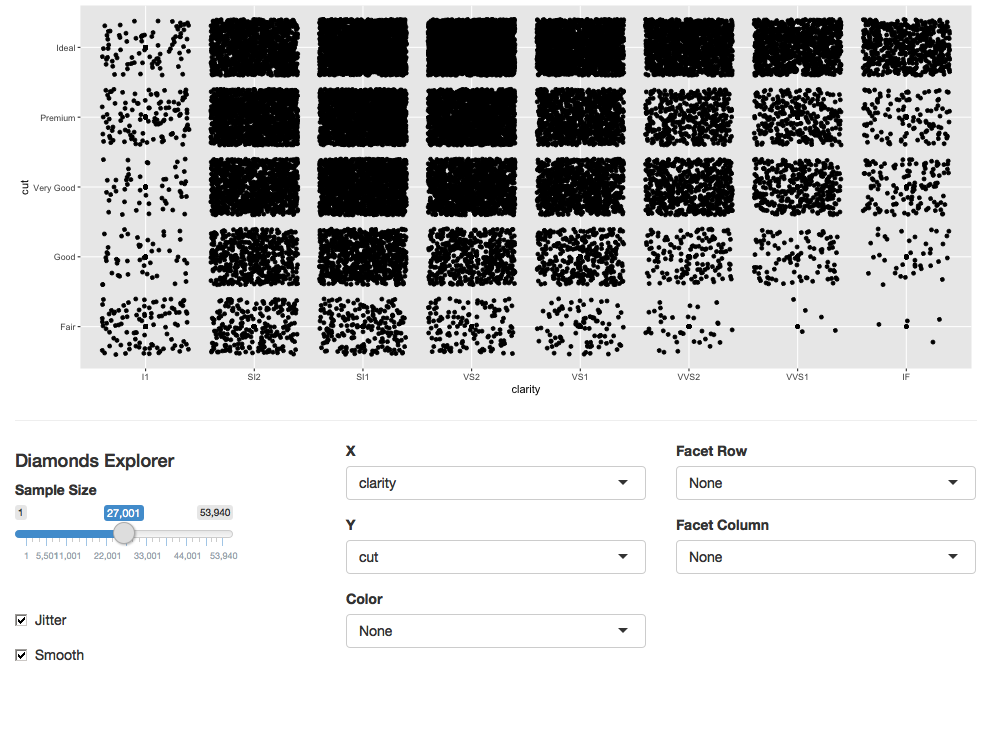 Ideal
Premium
Very Good
Good
Fair
cut
I1 SI2 SI1 VS2 VS1 VVS2 VVS1 IF
clarity
Diamonds Explorer
Sample Size
1 27,001 53,940
1 5,501 11,001 22,001 33,001 44,001 53,940
Jitter
Smooth
X
clarity
Y
cut
Color
None
Facet Row
None
Facet Column
None